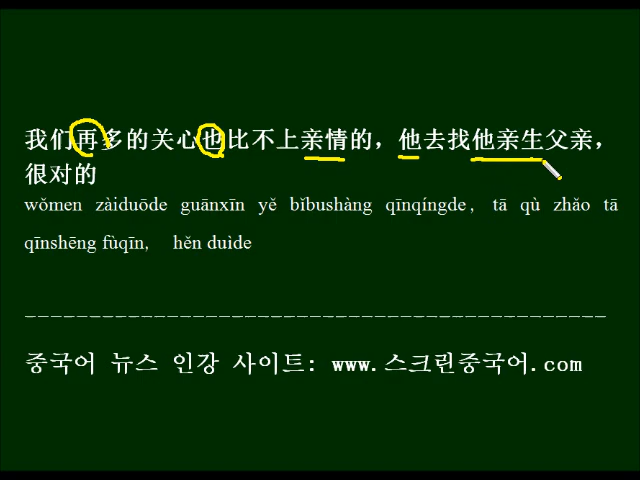 我们再多的关心也比不上亲情的，他去找他亲生父亲，
很对的
wǒmen zàiduōde guānxīn yě bǐbushàng qīnqíngde, tā qù zhǎo tā
qīnshēng fùqīn, hěn duìde
중국어 뉴스 인강 사이트: www.스크린중국어.com